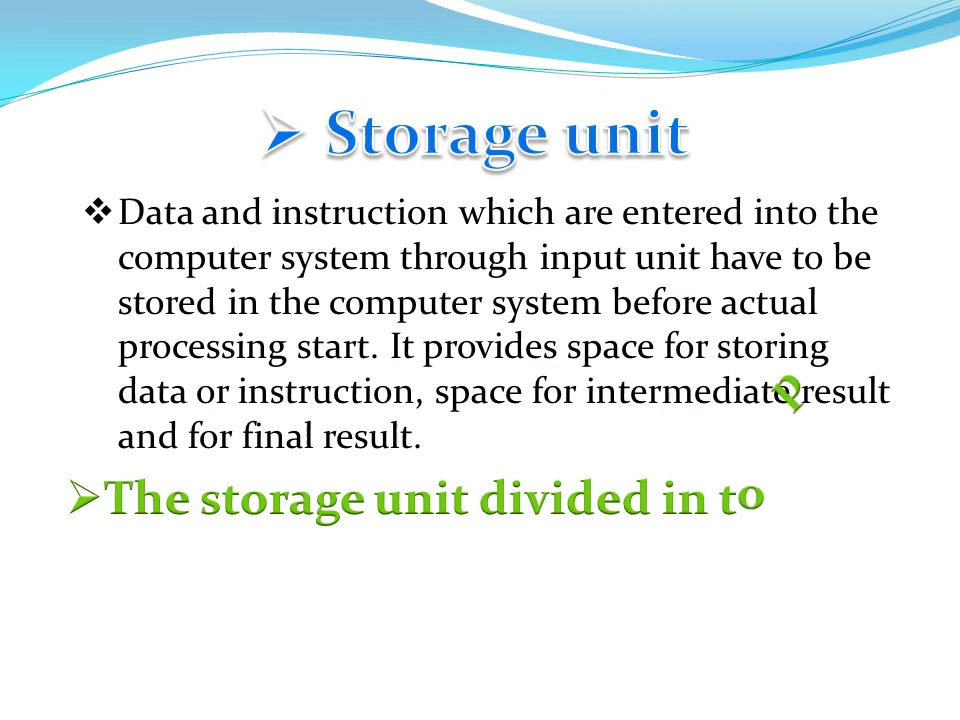 ➢ Storage unit
❖ Data and instruction which are entered into the
computer system through input unit have to be
stored in the computer system before actual
processing start. It provides space for storing
data or instruction, space for intermediate result
and for final result.
➢ The storage unit divided in to
P